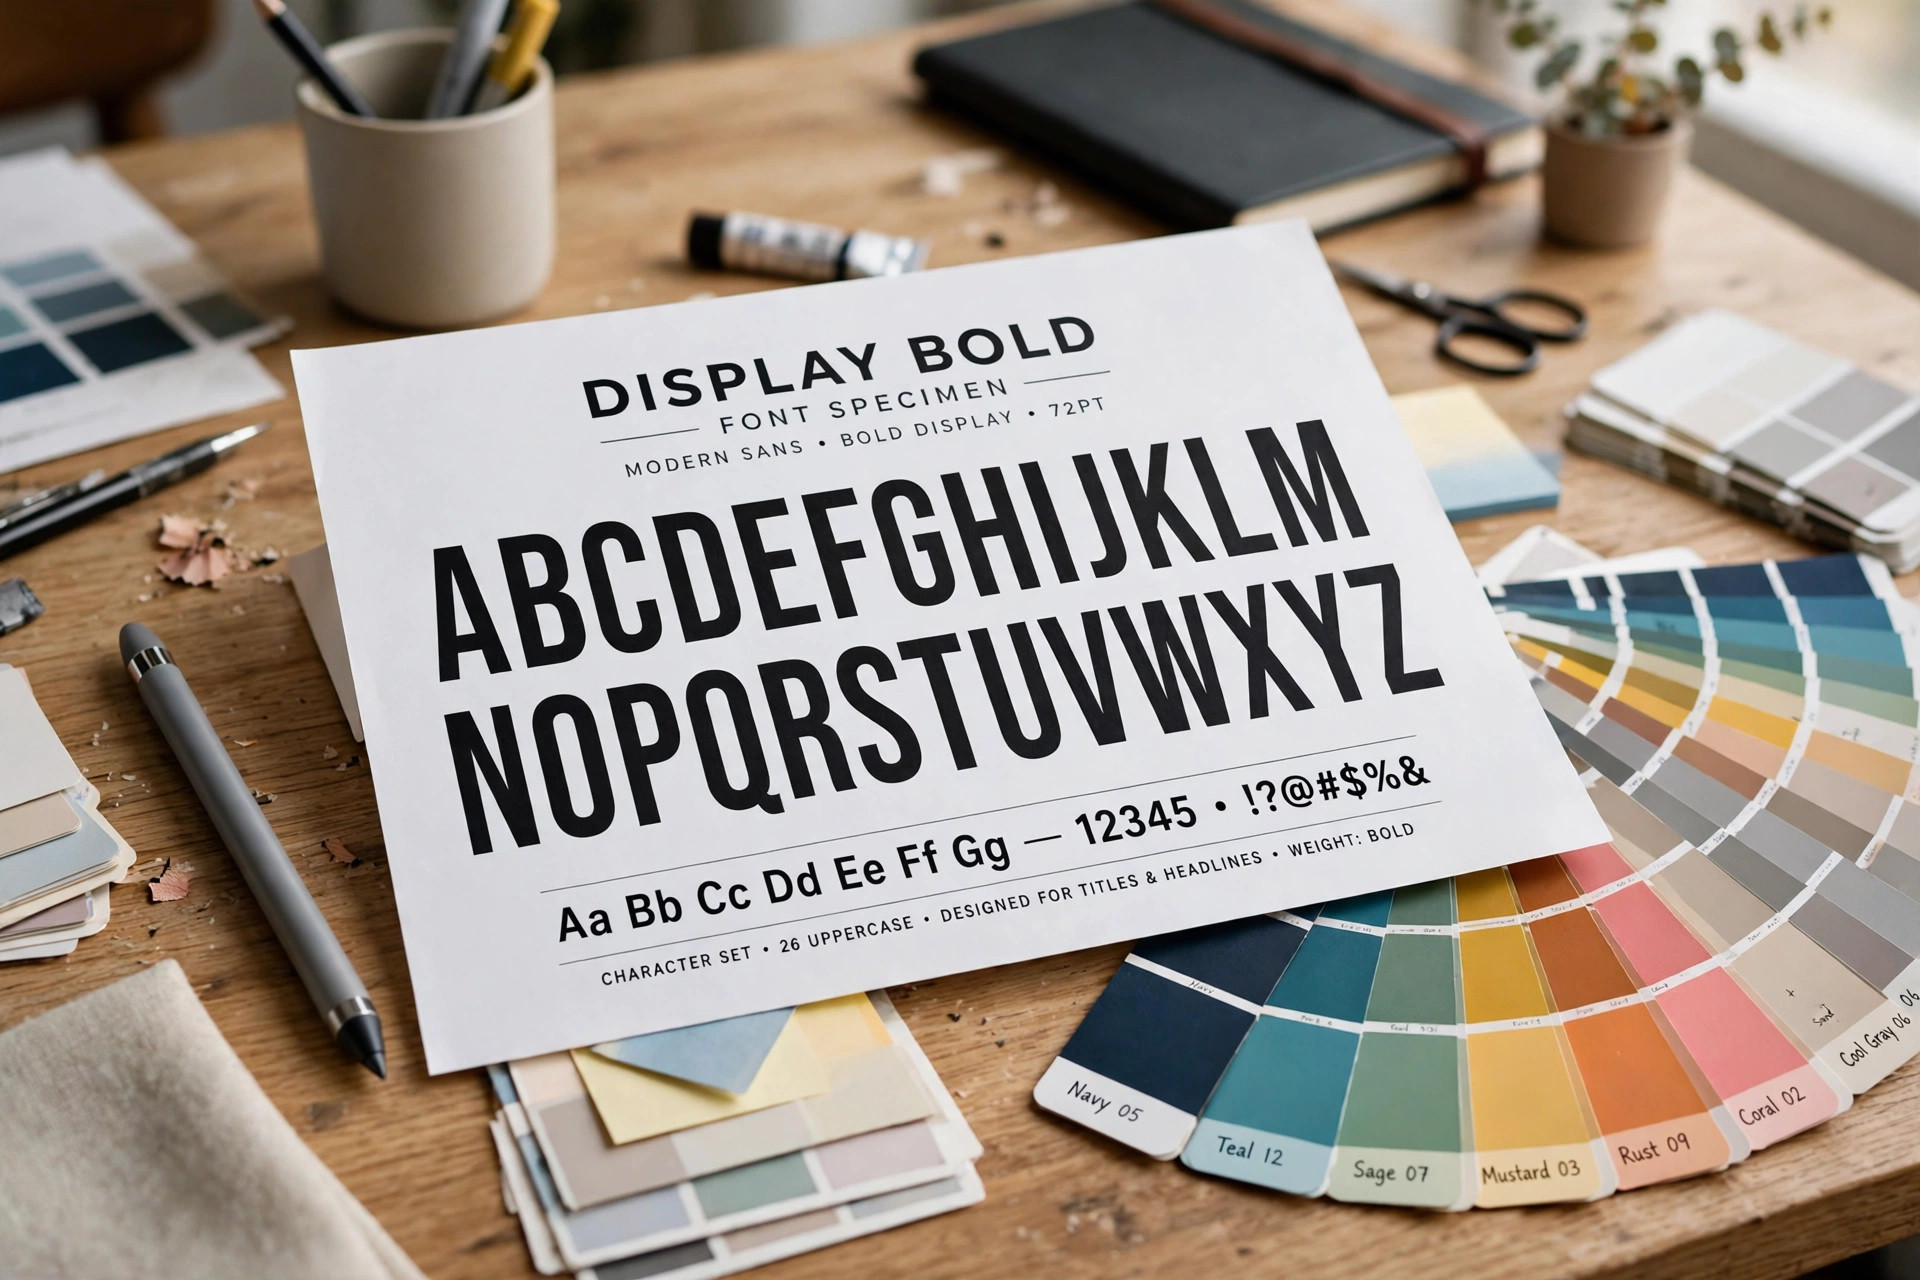 DISPLAY BOLD
FONT SPECIMEN
MODERN SANS • BOLD DISPLAY • 72PT
ABCDEFGHIJKLM
NOPQRSTUVWXYZ
Aa Bb Cc Dd Ee Ff Gg — 12345 • !?@#$%&
CHARACTER SET • 26 UPPERCASE • DESIGNED FOR TITLES & HEADLINES • WEIGHT: BOLD
Navy 05
Teal 12
Sage 07
Mustard 03
Rust 09
Coral 02
Sand
Cool Gray 06
06